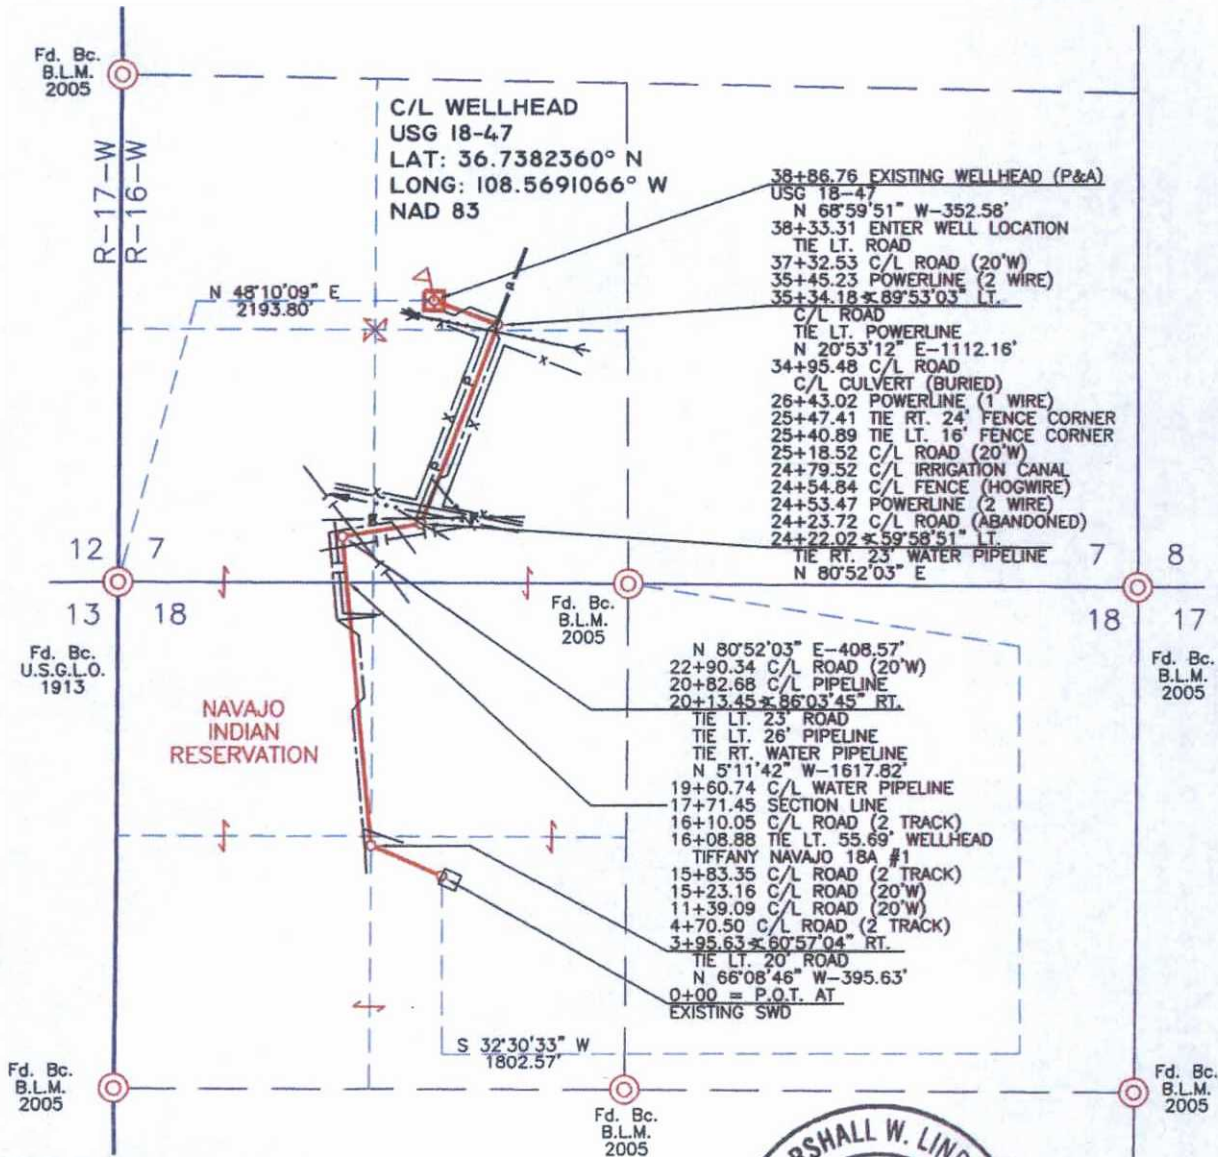 Fd. Bc.
B.L.M.
2005
R-17-W
R-16-W
C/L WELLHEAD
USG 18-47
LAT: 36.7382360° N
LONG: 108.5691066° W
NAD 83
38+86.76 EXISTING WELLHEAD (P&A)
USG 18-47
N 68°59'51" W-352.58'
38+33.31 ENTER WELL LOCATION
TIE LT. ROAD
37+32.53 C/L ROAD (20'W)
35+45.23 POWERLINE (2 WIRE)
35+34.18 ∢ 89°53'03" LT.
C/L ROAD
TIE LT. POWERLINE
N 20°53'12" E-1112.16'
34+95.48 C/L ROAD
C/L CULVERT (BURIED)
26+43.02 POWERLINE (1 WIRE)
25+47.41 TIE RT. 24' FENCE CORNER
25+40.89 TIE LT. 16' FENCE CORNER
25+18.52 C/L ROAD (20'W)
24+79.52 C/L IRRIGATION CANAL
24+54.84 C/L FENCE (HOGWIRE)
24+53.47 POWERLINE (2 WIRE)
24+23.72 C/L ROAD (ABANDONED)
24+22.02 ∢ 59°58'51" LT.
TIE RT. 23' WATER PIPELINE
N 80°52'03" E
N 48°10'09" E
2193.80'
12 7
7 8
13 18
18 17
Fd. Bc.
U.S.G.L.O.
1913
Fd. Bc.
B.L.M.
2005
Fd. Bc.
B.L.M.
2005
NAVAJO
INDIAN
RESERVATION
N 80°52'03" E-408.57'
22+90.34 C/L ROAD (20'W)
20+82.68 C/L PIPELINE
20+13.45 ∢ 86°03'45" RT.
TIE LT. 23' ROAD
TIE LT. 26' PIPELINE
TIE RT. WATER PIPELINE
N 5°11'42" W-1617.82'
19+60.74 C/L WATER PIPELINE
17+71.45 SECTION LINE
16+10.05 C/L ROAD (2 TRACK)
16+08.88 TIE LT. 55.69' WELLHEAD
TIFFANY NAVAJO 18A #1
15+83.35 C/L ROAD (2 TRACK)
15+23.16 C/L ROAD (20'W)
11+39.09 C/L ROAD (20'W)
4+70.50 C/L ROAD (2 TRACK)
3+95.63 ∢ 60°57'04" RT.
TIE LT. 20' ROAD
N 66°08'46" W-395.63'
0+00 = P.O.T. AT
EXISTING SWD
S 32°30'33" W
1802.57'
Fd. Bc.
B.L.M.
2005
Fd. Bc.
B.L.M.
2005
Fd. Bc.
B.L.M.
2005
W.